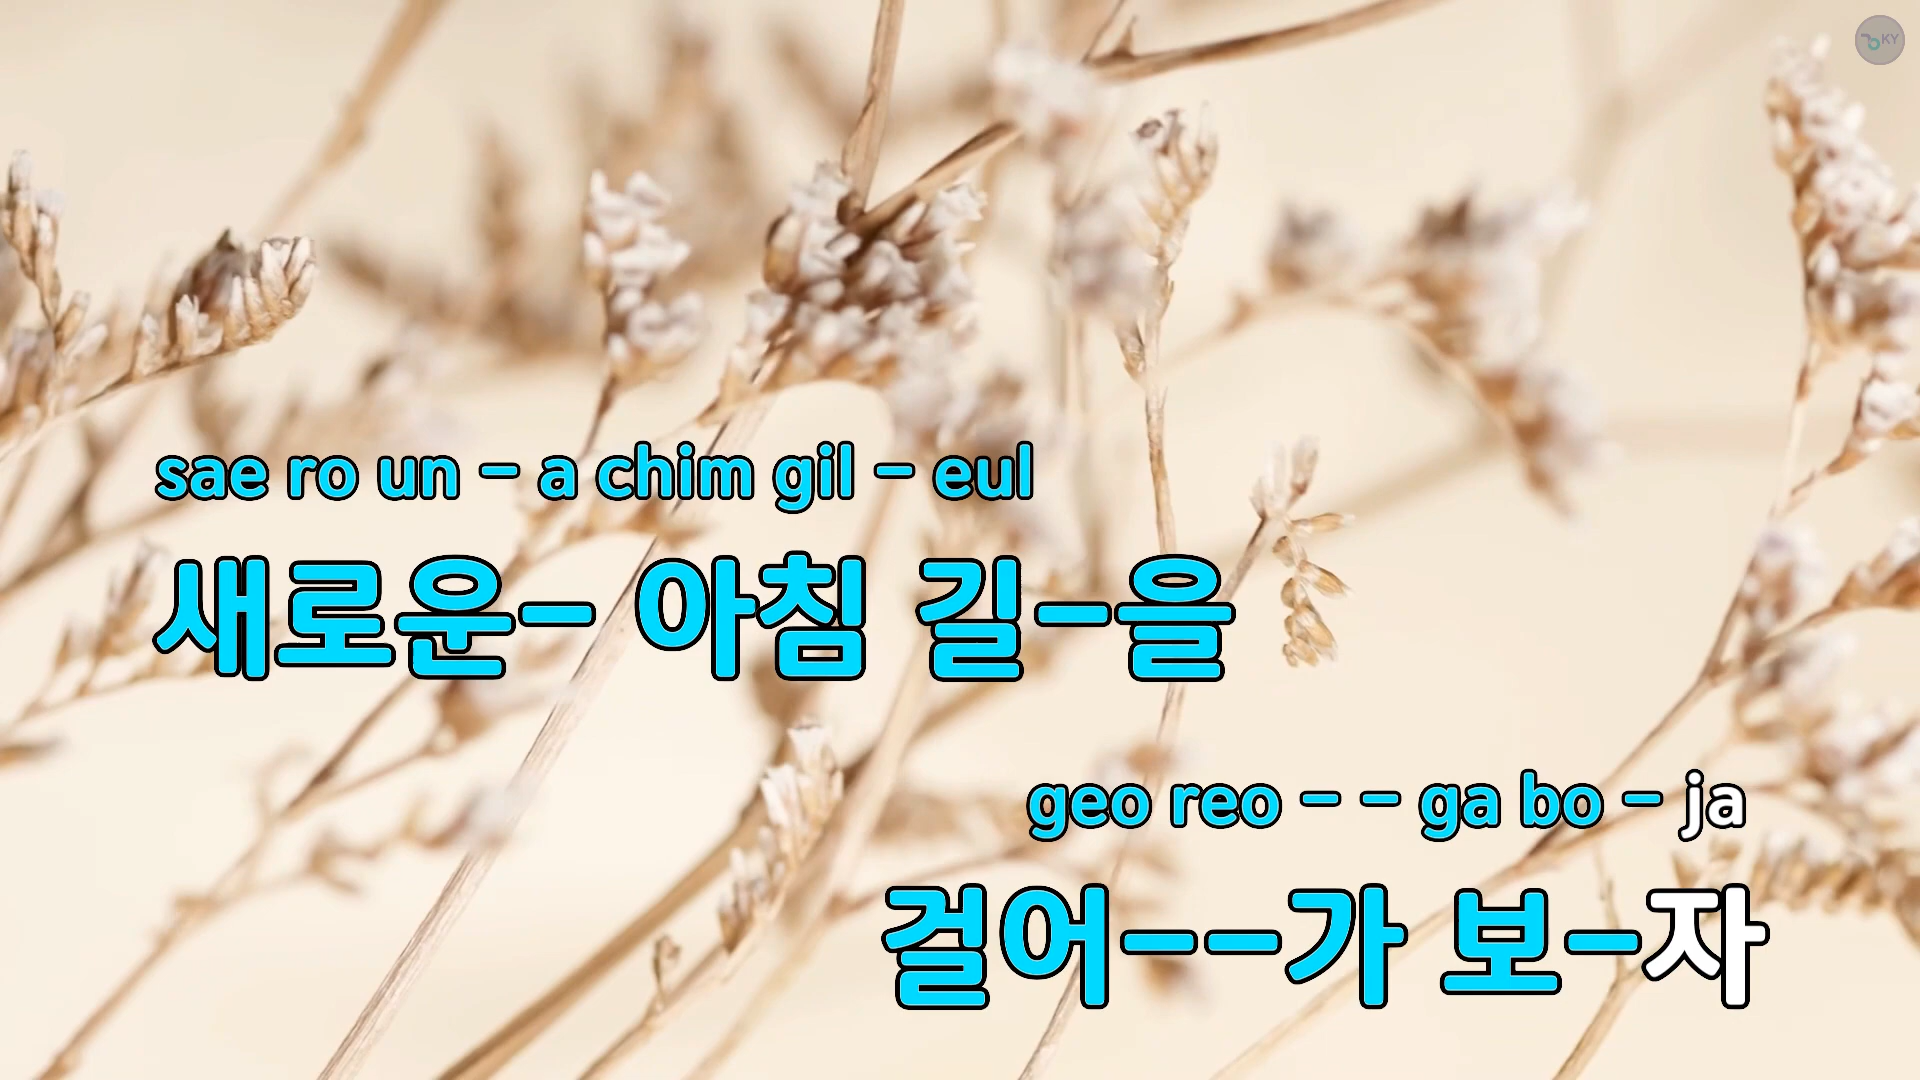 KY
sae ro un – a chim gil – eul
새로운– 아침 길–을
geo reo – – ga bo – ja
걸어––가 보–자